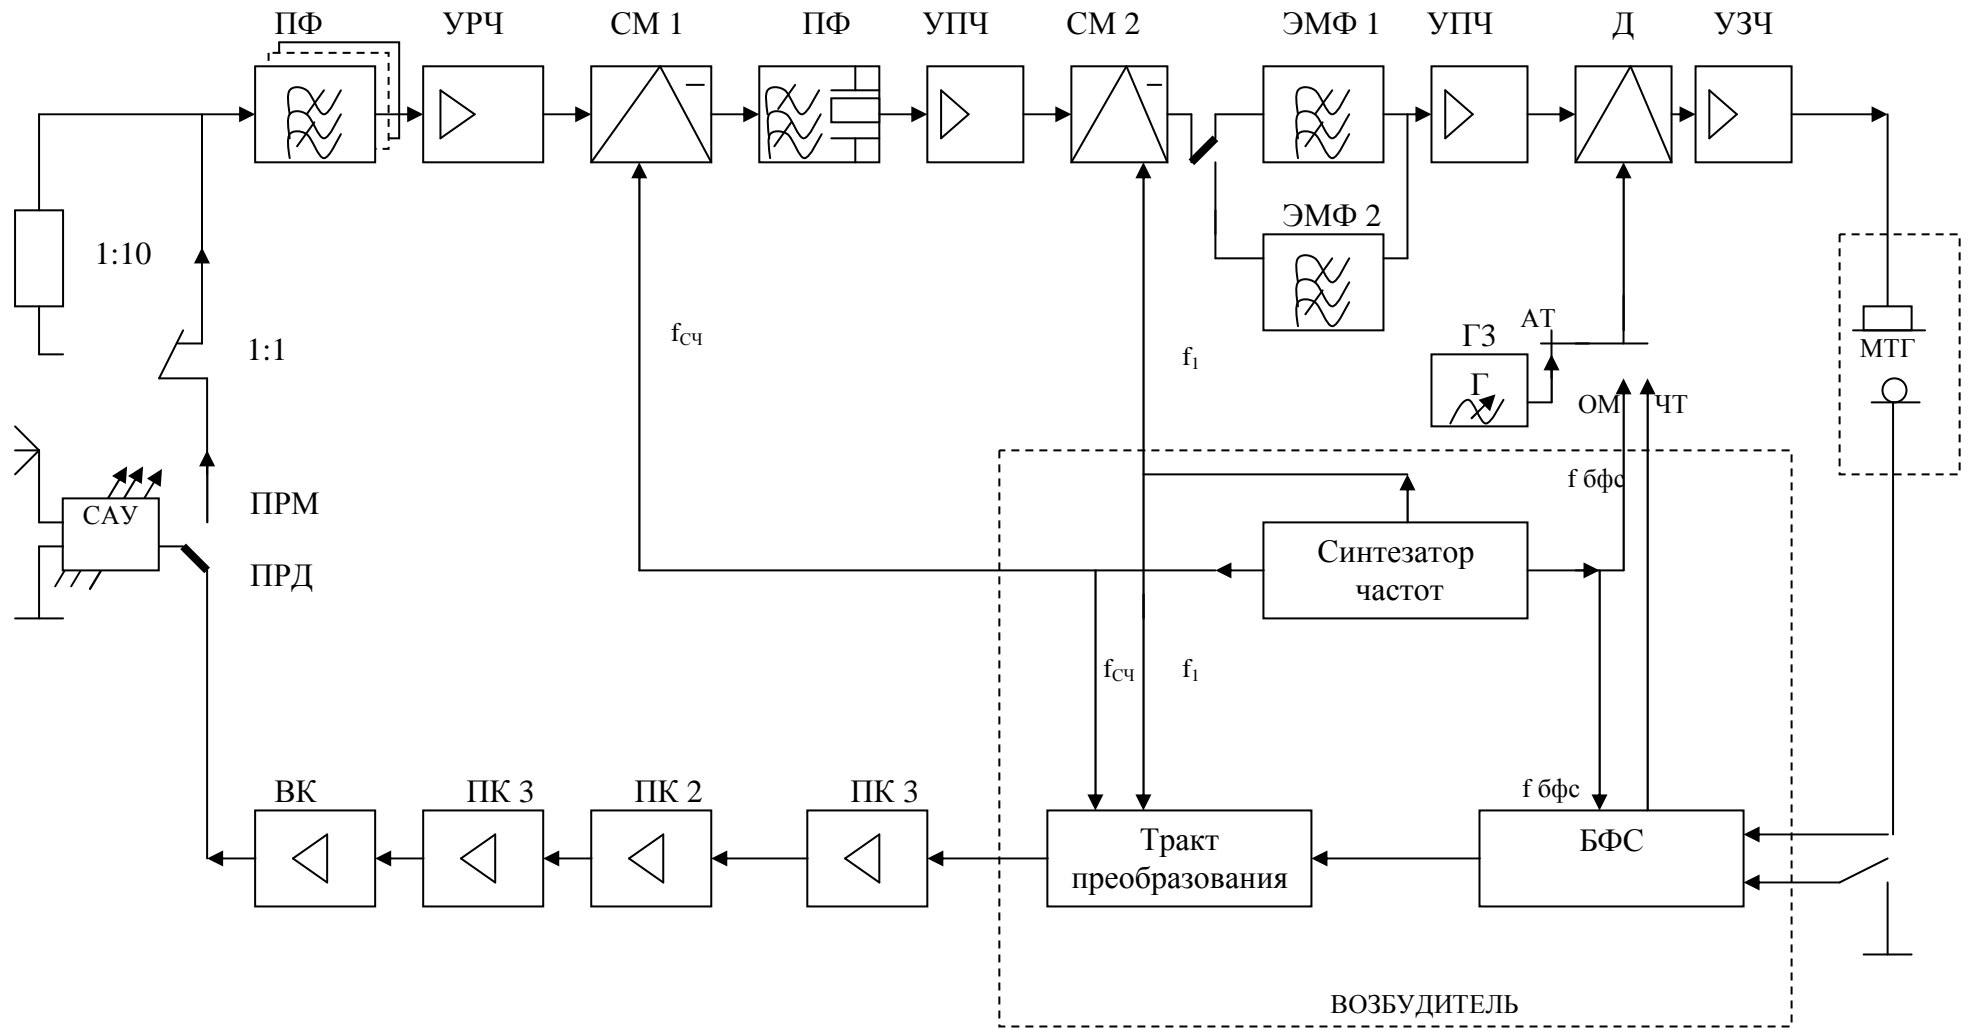 ПФ УРЧ СМ 1 ПФ УПЧ СМ 2 ЭМФ 1 УПЧ Д УЗЧ
ЭМФ 2
1:10
1:1
fСЧ
f1
АТ
ГЗ
Г
МТГ
ОМ
ЧТ
f бфс
САУ
ПРМ
ПРД
Синтезатор
частот
fСЧ
f1
ВК ПК 3 ПК 2 ПК 3
f бфс
Тракт
преобразования
БФС
ВОЗБУДИТЕЛЬ